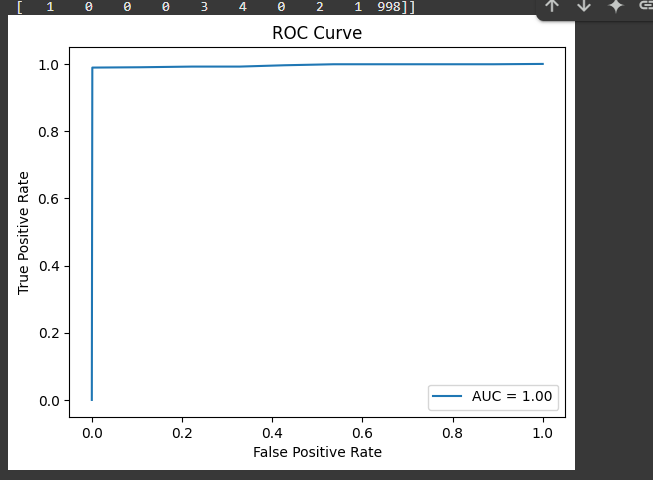 [ 1 0 0 0 3 4 0 2 1 998]]
ROC Curve
1.0
0.8
0.6
0.4
0.2
0.0
True Positive Rate
AUC = 1.00
0.0 0.2 0.4 0.6 0.8 1.0
False Positive Rate